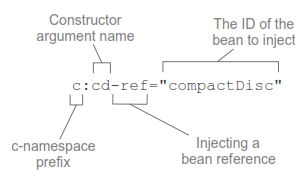 Constructor
argument name
The ID of the
bean to inject
c:cd-ref="compactDisc"
c-namespace
prefix
Injecting a
bean reference